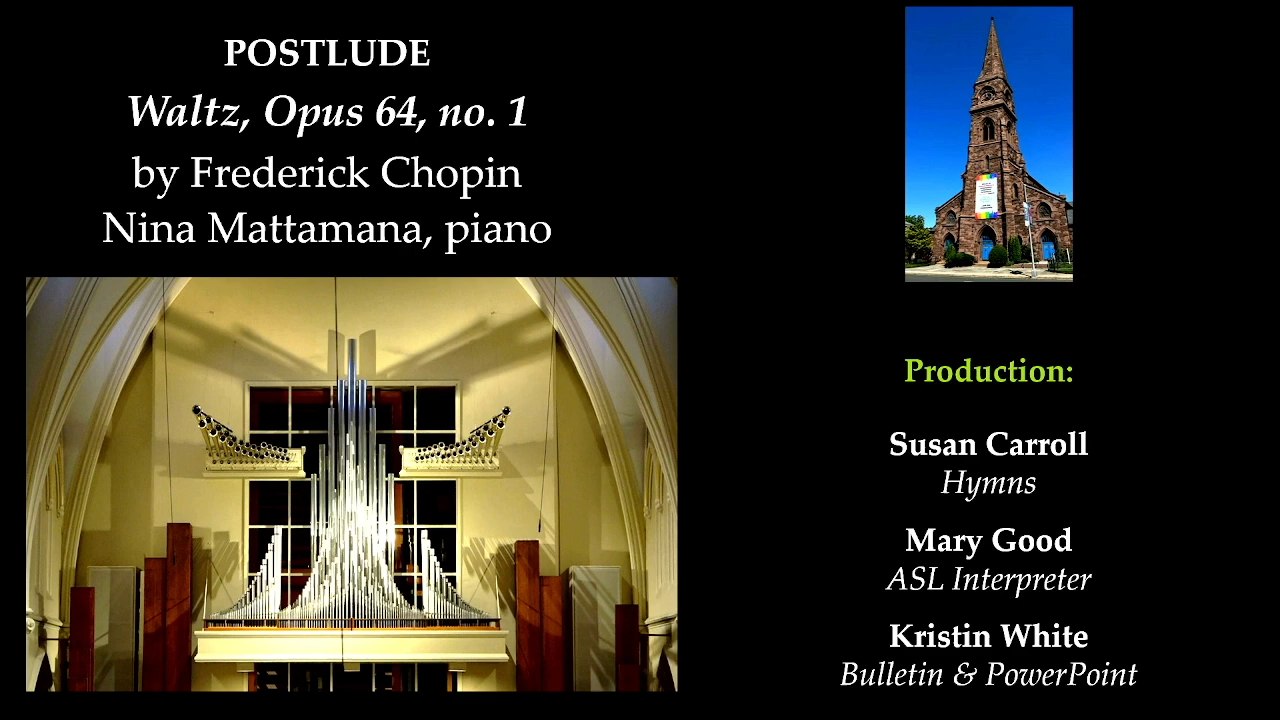 POSTLUDE
Waltz, Opus 64, no. 1
by Frederick Chopin
Nina Mattamana, piano
Production:
Susan Carroll
Hymns
Mary Good
ASL Interpreter
Kristin White
Bulletin & PowerPoint